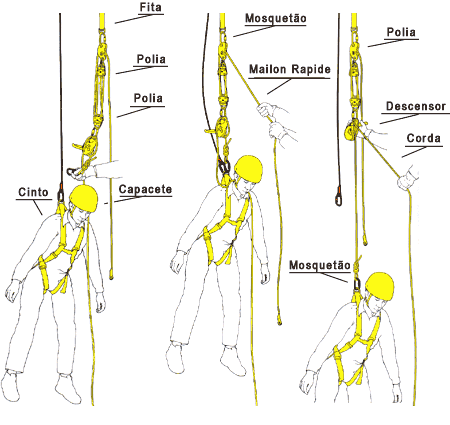 Fita
Polia
Polia
Cinto
Capacete
Mosquetão
Mailon Rapide
Polia
Descensor
Corda
Mosquetão